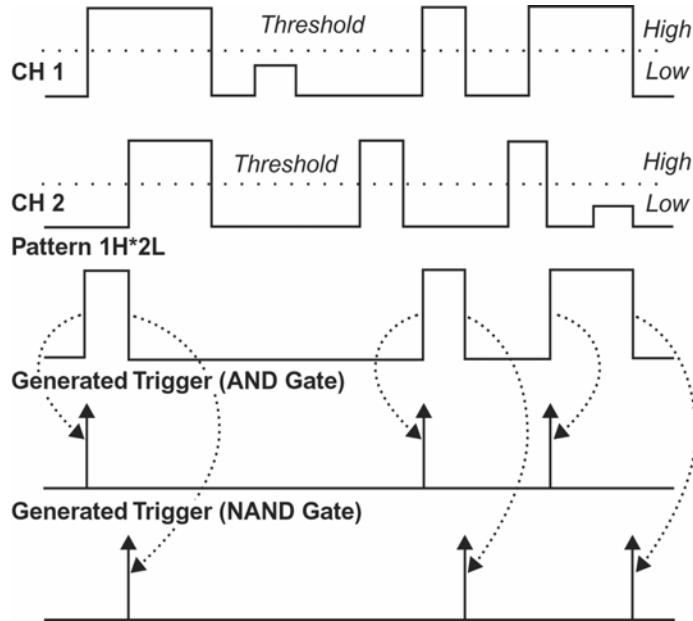 Threshold
High
CH 1
Low
Threshold
High
CH 2
Low
Pattern 1H*2L
Generated Trigger (AND Gate)
Generated Trigger (NAND Gate)